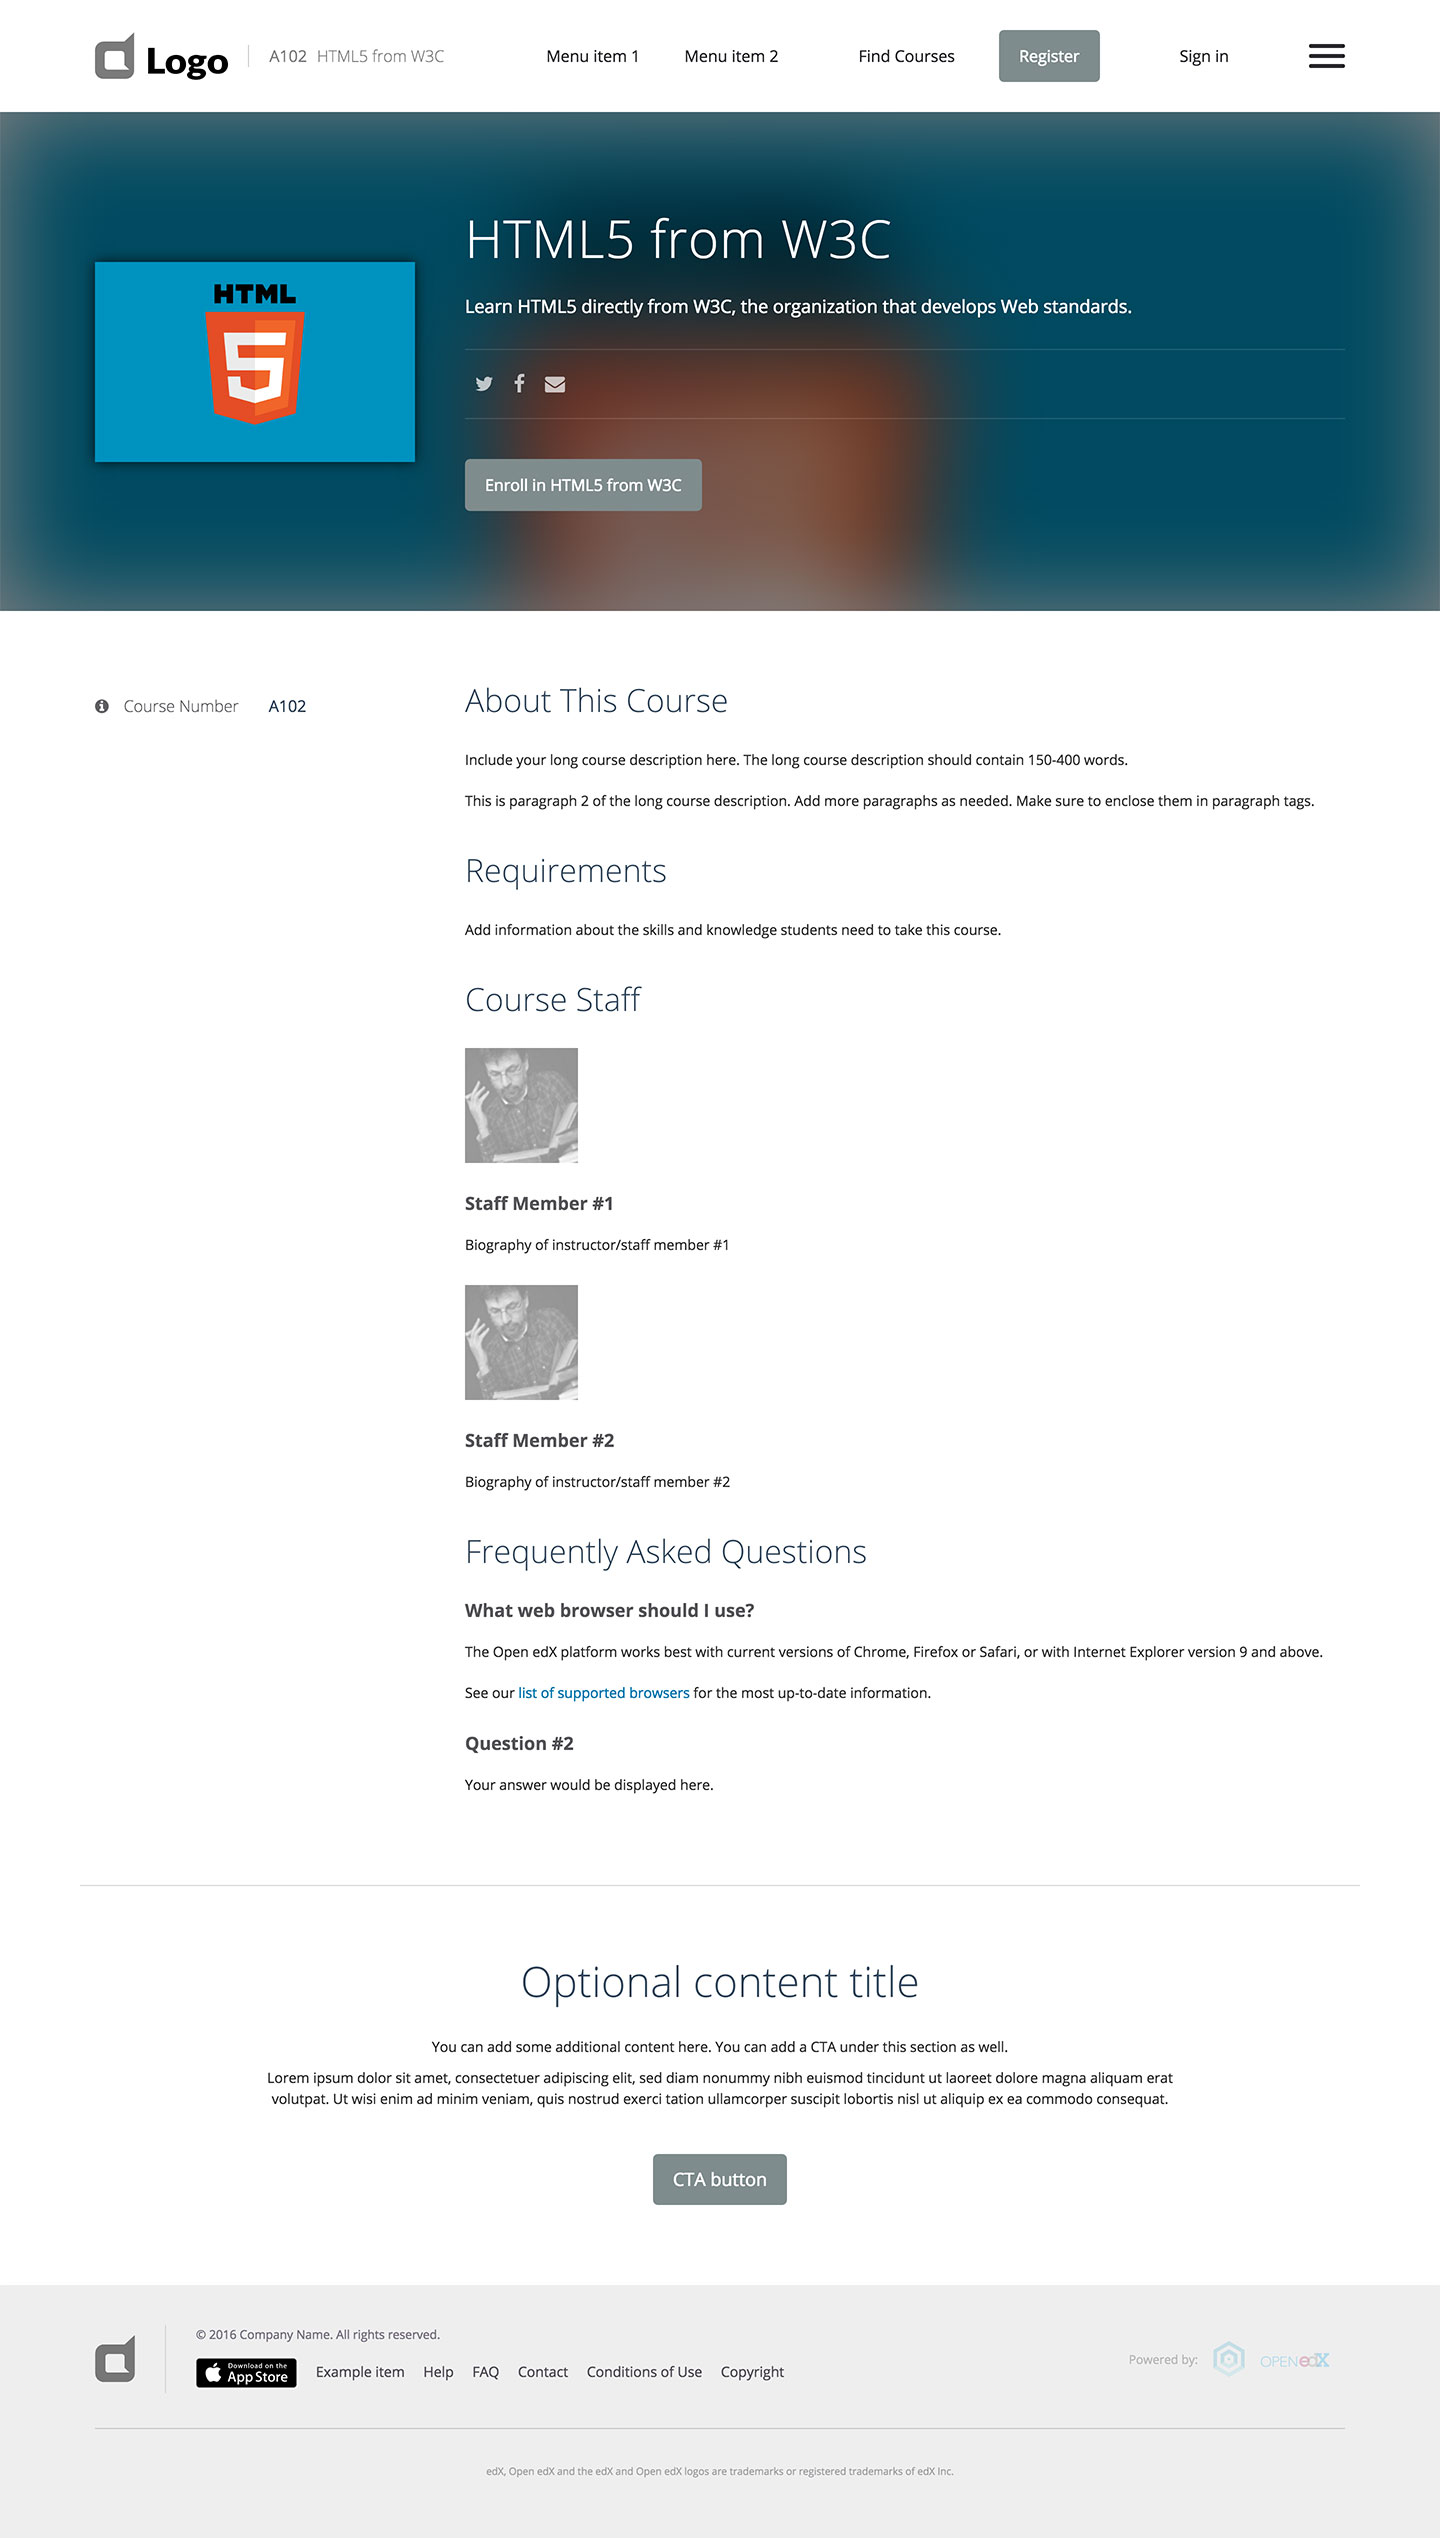 Logo
A102 HTML5 from W3C
Menu item 1
Menu item 2
Find Courses
Register
Sign in
HTML
5
HTML5 from W3C
Learn HTML5 directly from W3C, the organization that develops Web standards.
Enroll in HTML5 from W3C
Course Number A102
About This Course
Include your long course description here. The long course description should contain 150-400 words.
This is paragraph 2 of the long course description. Add more paragraphs as needed. Make sure to enclose them in paragraph tags.
Requirements
Add information about the skills and knowledge students need to take this course.
Course Staff
Staff Member #1
Biography of instructor/staff member #1
Staff Member #2
Biography of instructor/staff member #2
Frequently Asked Questions
What web browser should I use?
The Open edX platform works best with current versions of Chrome, Firefox or Safari, or with Internet Explorer version 9 and above.
See our list of supported browsers for the most up-to-date information.
Question #2
Your answer would be displayed here.
Optional content title
You can add some additional content here. You can add a CTA under this section as well.
Lorem ipsum dolor sit amet, consectetuer adipiscing elit, sed diam nonummy nibh euismod tincidunt ut laoreet dolore magna aliquam erat
volutpat. Ut wisi enim ad minim veniam, quis nostrud exerci tation ullamcorper suscipit lobortis nisl ut aliquip ex ea commodo consequat.
CTA button
© 2016 Company Name. All rights reserved.
Download on the
App Store
Example item
Help
FAQ
Contact
Conditions of Use
Copyright
Powered by:
OPEN edX
edX, Open edX and the edX and Open edX logos are trademarks or registered trademarks of edX Inc.